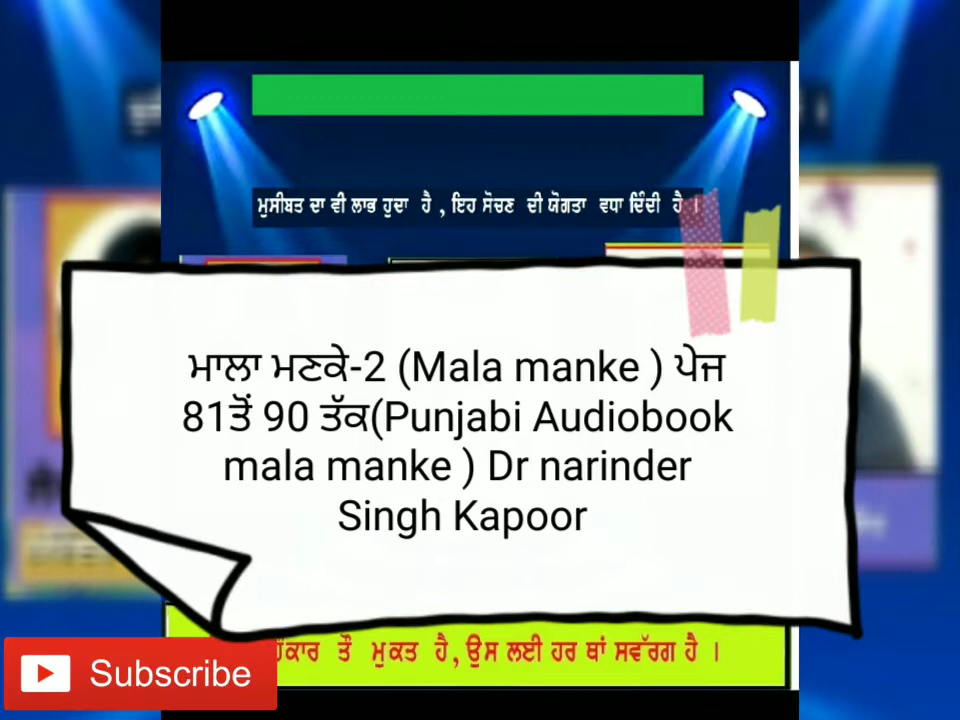 ਮੁਸੀਬਤ ਦਾ ਵੀ ਲਾਭ ਹੁਦਾ ਹੈ , ਇਹ ਸੋਚਣ ਦੀ ਯੋਗਤਾ ਵਧਾ ਦਿੰਦੀ ਹੈ ।
ਮਾਲਾ ਮਣਕੇ-2 (Mala manke ) ਪੇਜ
81ਤੋਂ 90 ਤੱਕ(Punjabi Audiobook
mala manke ) Dr narinder
Singh Kapoor
ਤੌ ਮੁਕਤ ਹੈ, ਉਸ ਲਈ ਹਰ ਥਾਂ ਸਵੱਰਗ ਹੈ ।
Subscribe